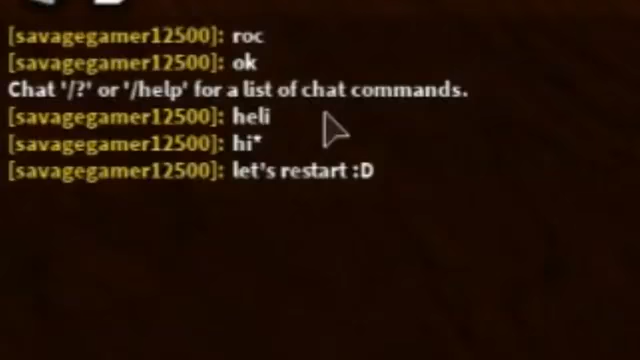 [savagegamer12500]: roc
[savagegamer12500]: ok
Chat '/?' or '/help' for a list of chat commands.
[savagegamer12500]: heli
[savagegamer12500]: hi*
[savagegamer12500]: let's restart :D